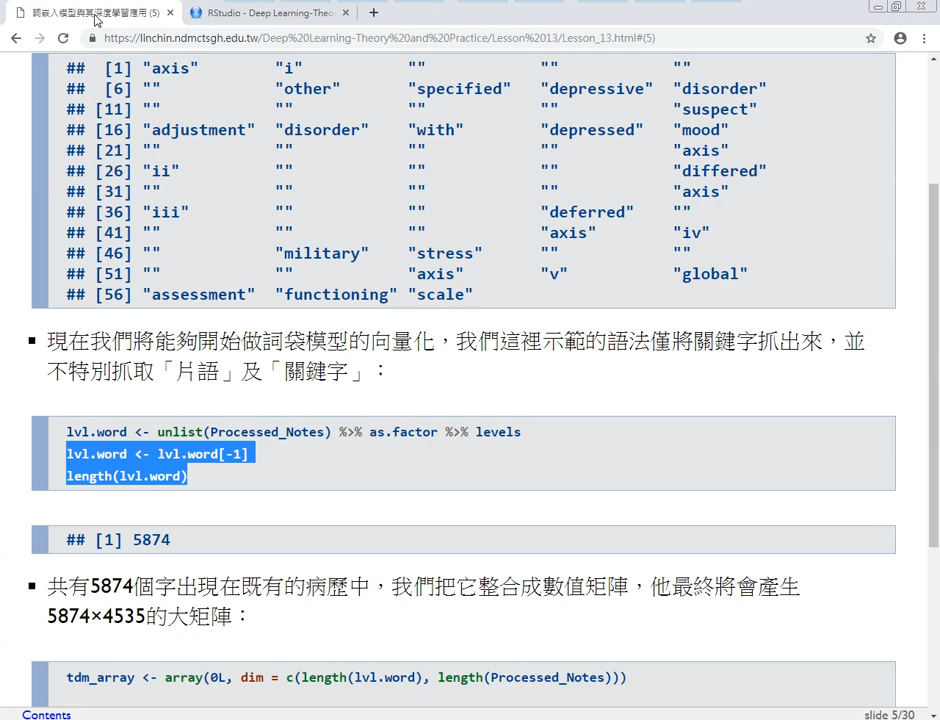 詞嵌入模型與其深度學習應用 (5)
RStudio - Deep Learning-Theo
https://linchin.ndmctsgh.edu.tw/Deep%20Learning-Theory%20and%20Practice/Lesson%2013/Lesson_13.html#(5)
## [1] "axis" "i" "" "" ""
## [6] "" "other" "specified" "depressive" "disorder"
## [11] "" "" "" "" "suspect"
## [16] "adjustment" "disorder" "with" "depressed" "mood"
## [21] "" "" "" "" "axis"
## [26] "ii" "" "" "" "differed"
## [31] "" "" "" "" "axis"
## [36] "iii" "" "" "deferred" ""
## [41] "" "" "" "axis" "iv"
## [46] "" "military" "stress" "" ""
## [51] "" "" "axis" "v" "global"
## [56] "assessment" "functioning" "scale"
現在我們將能夠開始做詞袋模型的向量化，我們這裡示範的語法僅將關鍵字抓出來，並
不特別抓取「片語」及「關鍵字」：
lvl.word <- unlist(Processed_Notes) %>% as.factor %>% levels
lvl.word <- lvl.word[-1]
length(lvl.word)
## [1] 5874
共有5874個字出現在既有的病歷中，我們把它整合成數值矩陣，他最終將會產生
5874×4535的大矩陣：
tdm_array <- array(0L, dim = c(length(lvl.word), length(Processed_Notes)))
Contents
slide 5/30